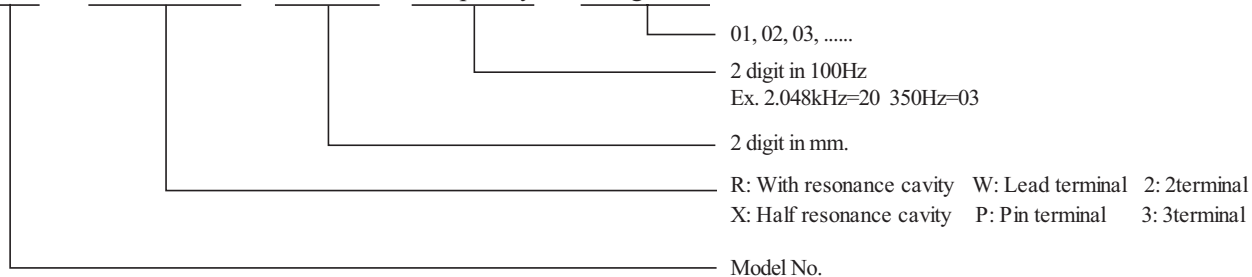 01, 02, 03, ......
2 digit in 100Hz
Ex. 2.048kHz=20 350Hz=03
2 digit in mm.
R: With resonance cavity W: Lead terminal 2: 2terminal
X: Half resonance cavity P: Pin terminal 3: 3terminal
Model No.